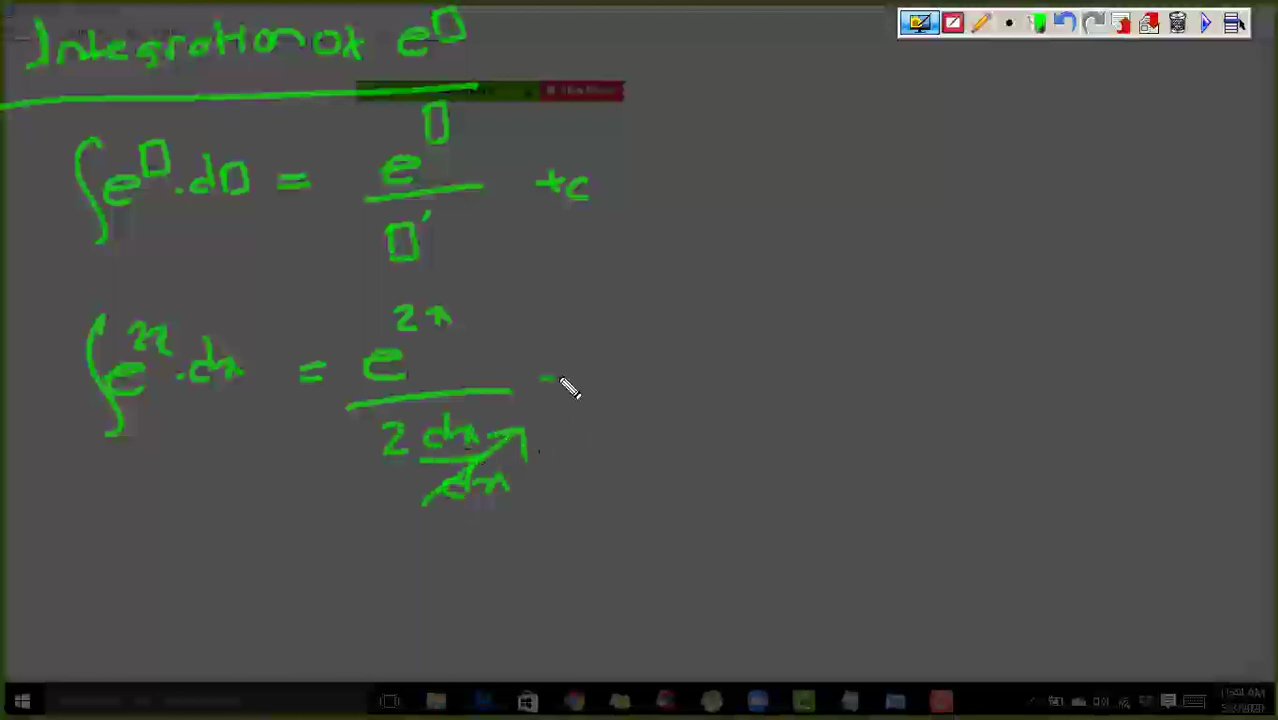 Integration of e^□
∫e^□.d□ = e^□/□' +c
∫e^2x.dx = e^2x/2 dx/dx -